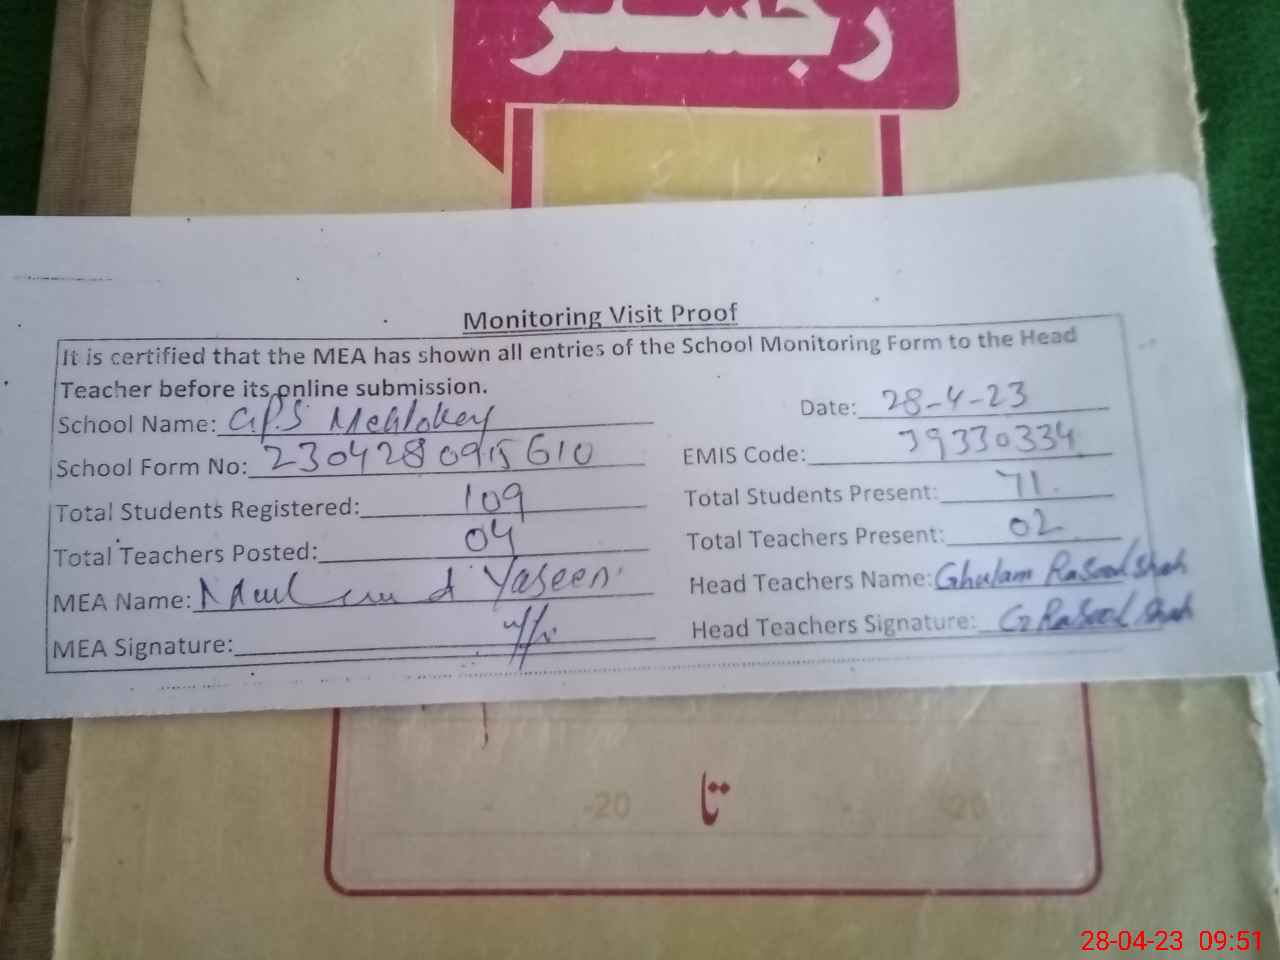 رجسٹر
Monitoring Visit Proof
It is certified that the MEA has shown all entries of the School Monitoring Form to the Head
Teacher before its online submission.
School Name: GPS Mehlokey Date: 28-4-23
School Form No: 230428095610 EMIS Code: 39330334
Total Students Registered: 109 Total Students Present: 71.
Total Teachers Posted: 04 Total Teachers Present: 02
MEA Name: Yaseen Head Teachers Name: Ghulam Rasool Shah
MEA Signature: Head Teachers Signature: G Rasool Shah
-20 تا -20
28-04-23 09:51